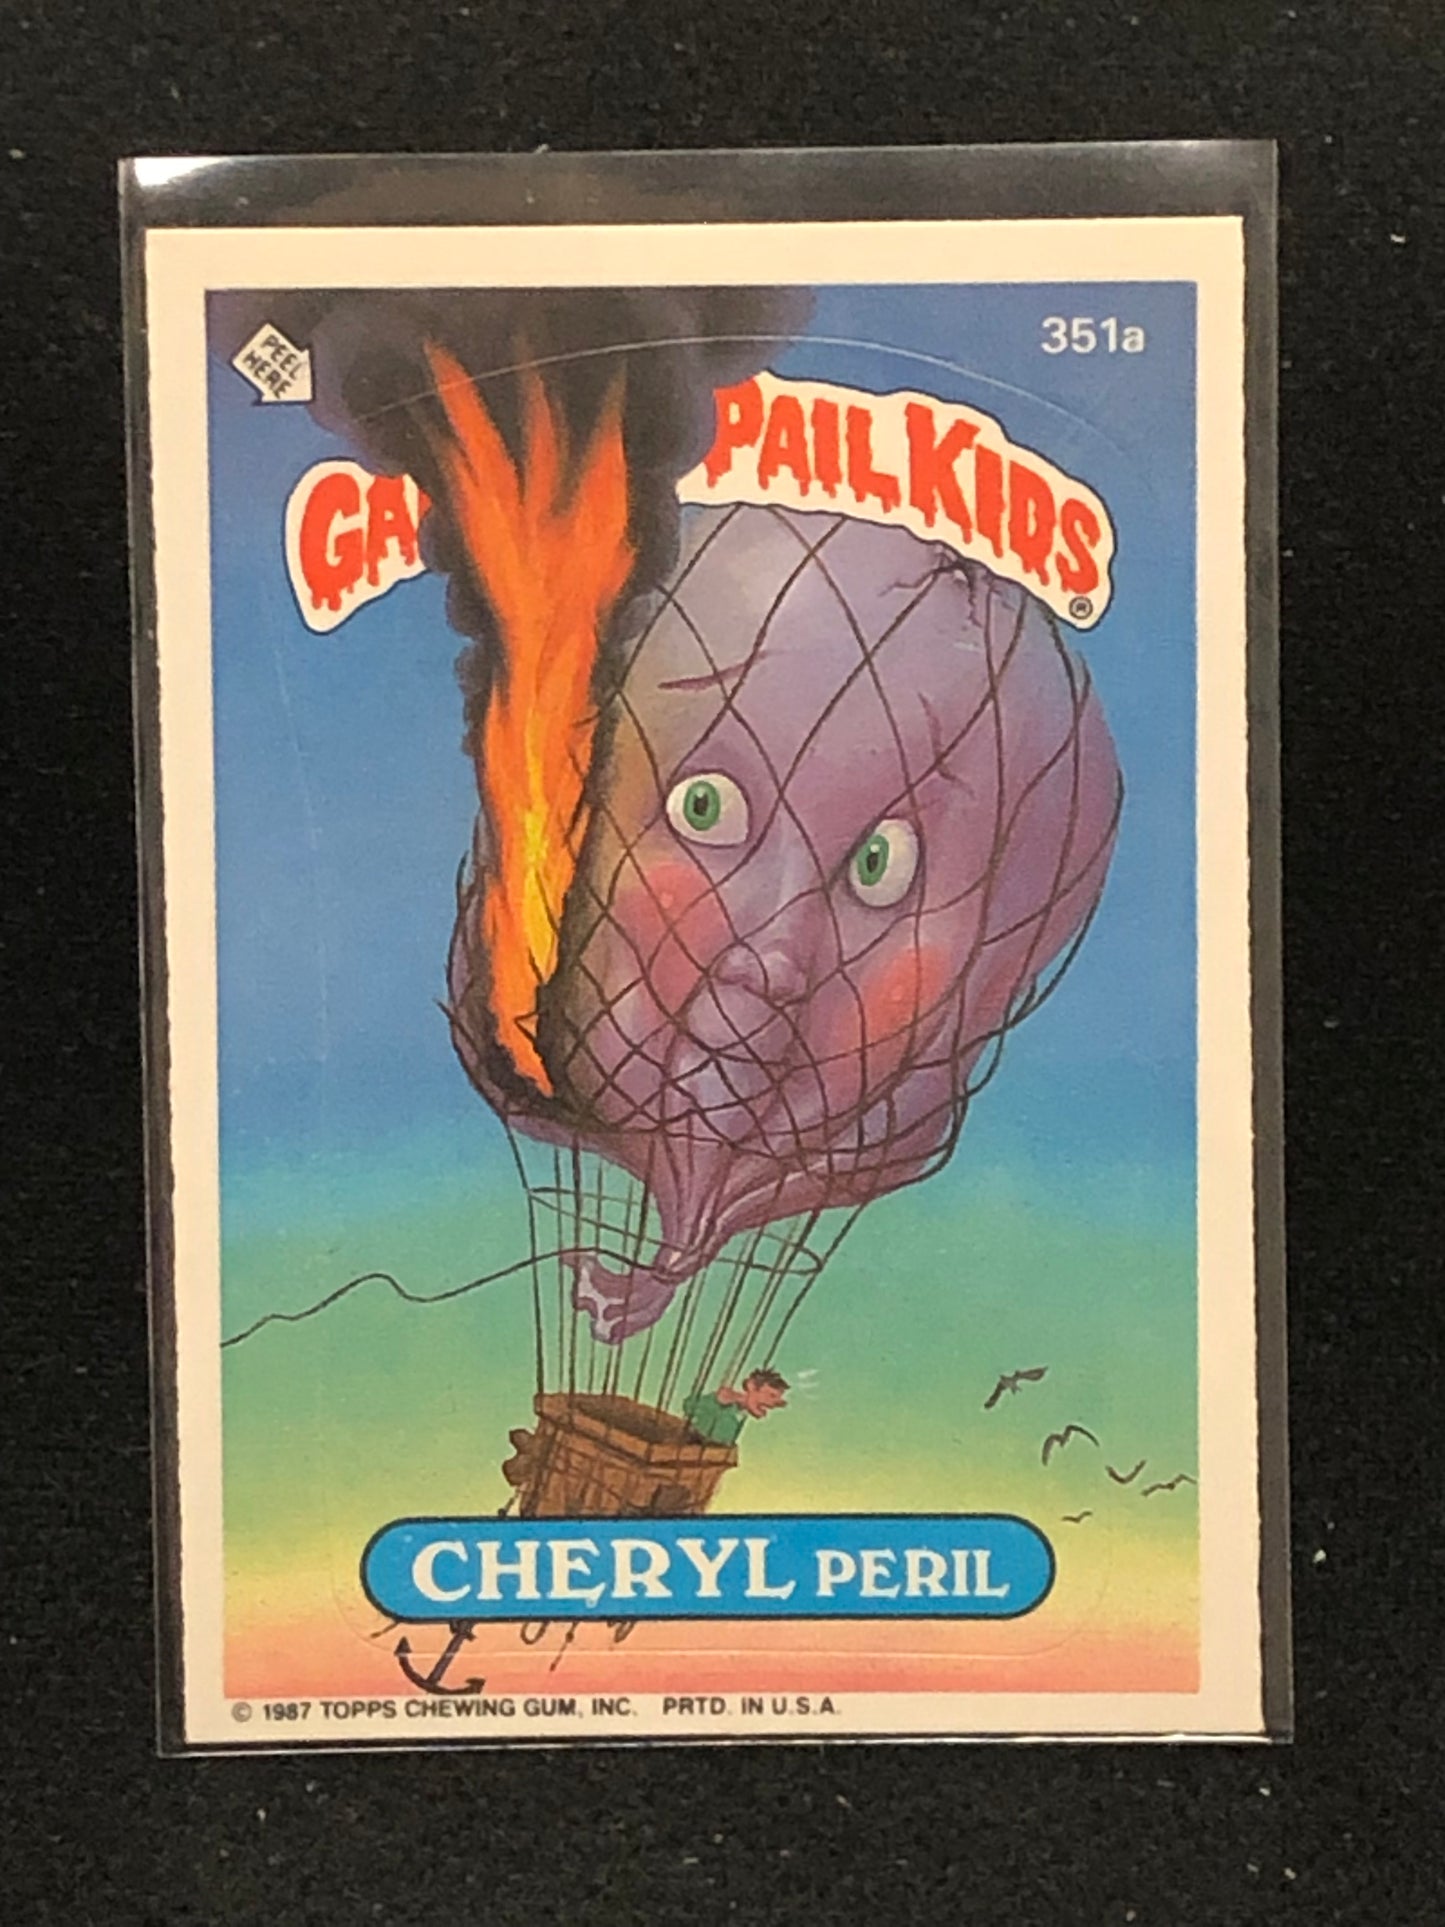 PEEL
HERE
351a
GA PAIL KIDS ®
CHERYL PERIL
© 1987 TOPPS CHEWING GUM, INC. PRTD. IN U.S.A.